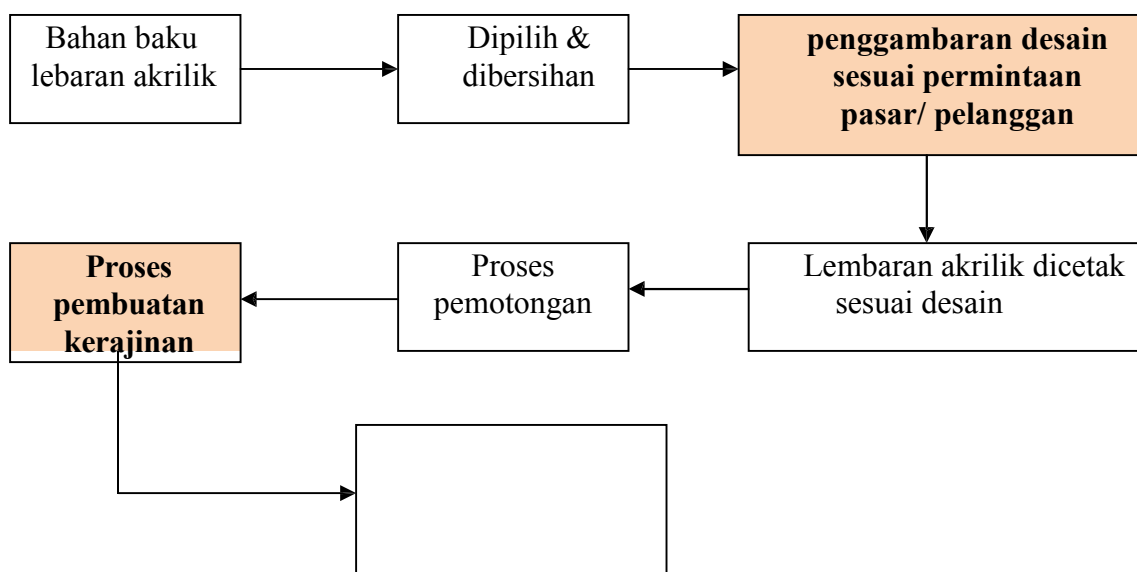 Bahan baku
lebaran akrilik
Dipilih &
dibersihan
penggambaran desain
sesuai permintaan
pasar/ pelanggan
Lembaran akrilik dicetak
sesuai desain
Proses
pemotongan
Proses
pembuatan
kerajinan